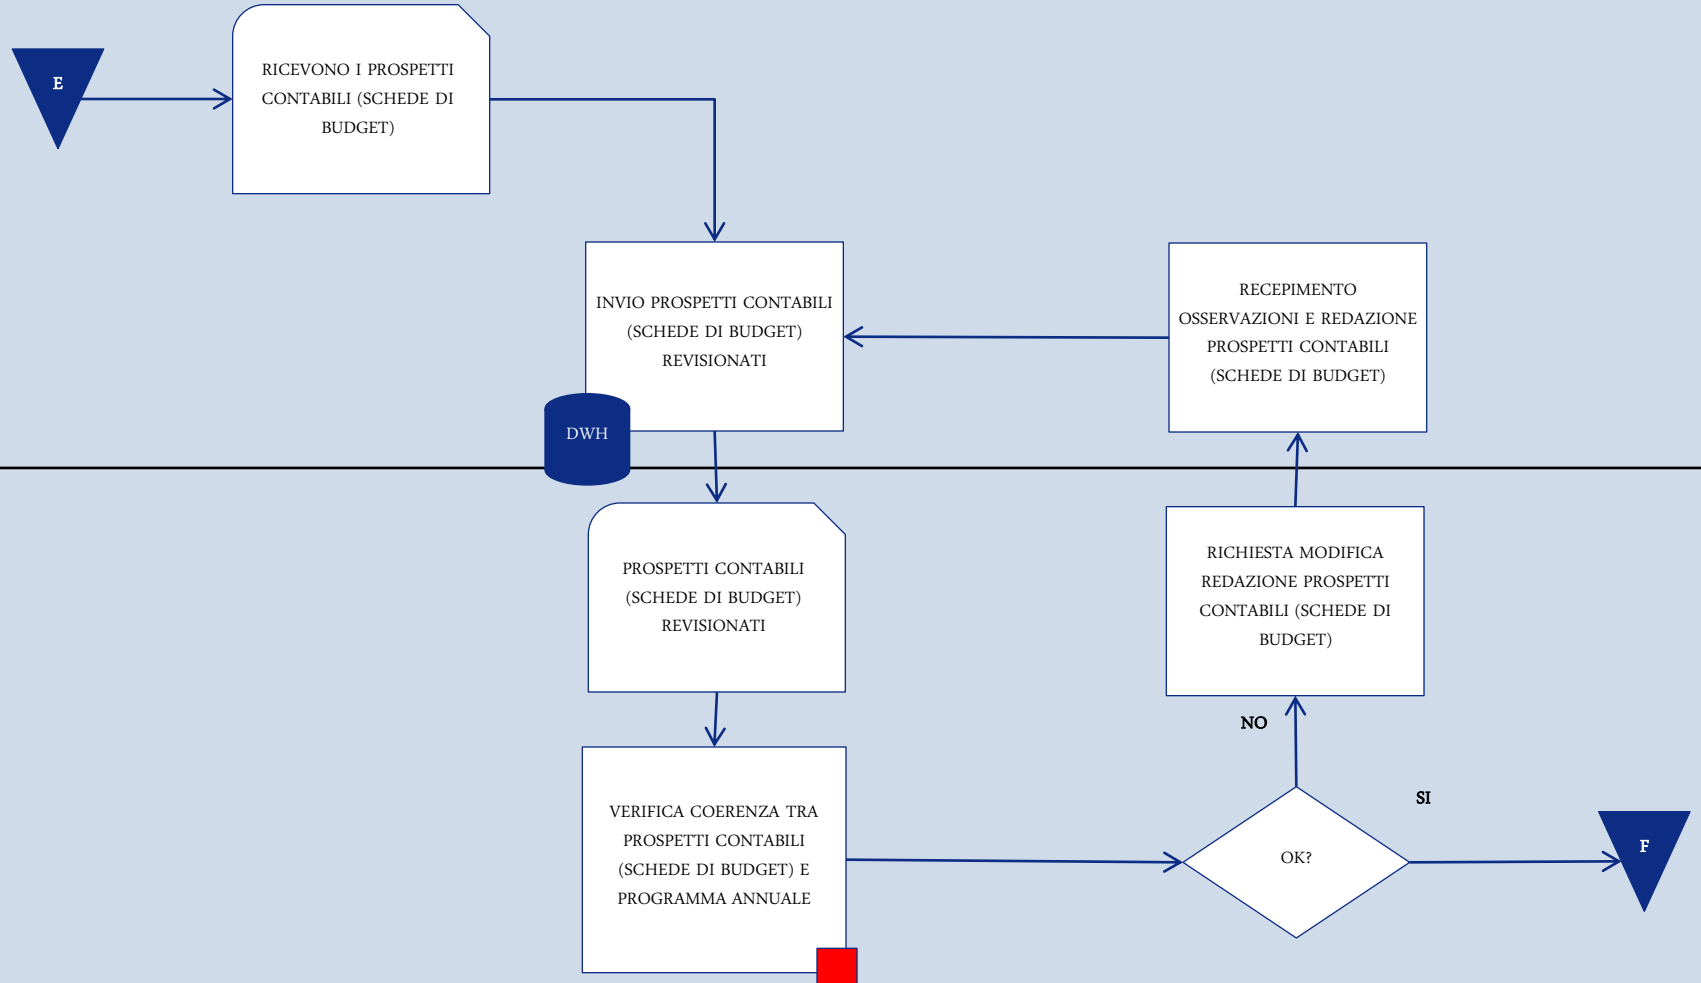 E
RICEVONO I PROSPETTI
CONTABILI (SCHEDE DI
BUDGET)
INVIO PROSPETTI CONTABILI
(SCHEDE DI BUDGET)
REVISIONATI
RECEPIMENTO
OSSERVAZIONI E REDAZIONE
PROSPETTI CONTABILI
(SCHEDE DI BUDGET)
DWH
PROSPETTI CONTABILI
(SCHEDE DI BUDGET)
REVISIONATI
RICHIESTA MODIFICA
REDAZIONE PROSPETTI
CONTABILI (SCHEDE DI
BUDGET)
NO
VERIFICA COERENZA TRA
PROSPETTI CONTABILI
(SCHEDE DI BUDGET) E
PROGRAMMA ANNUALE
OK?
SI
F